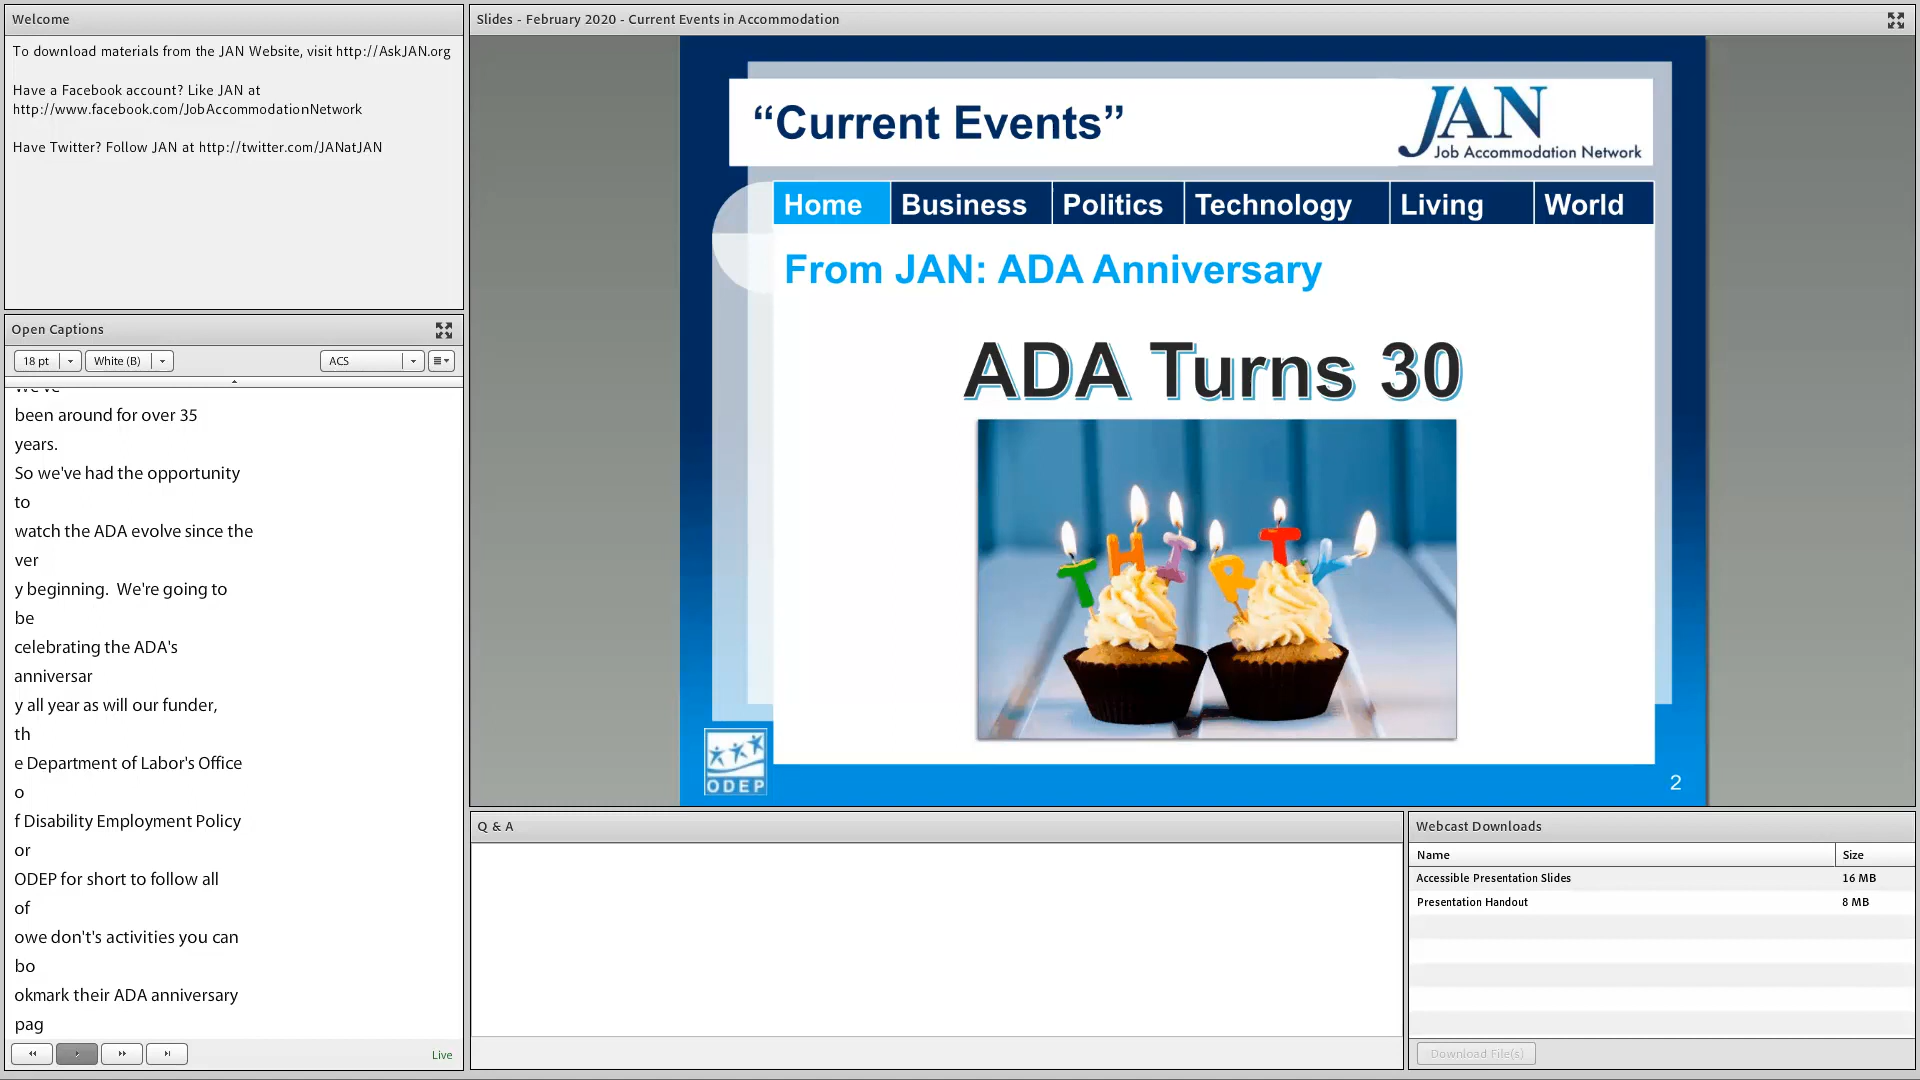 Welcome
To download materials from the JAN Website, visit http://AskJAN.org
Have a Facebook account? Like JAN at
http://www.facebook.com/JobAccommodationNetwork
Have Twitter? Follow JAN at http://twitter.com/JANatJAN
Open Captions
18 pt White (B) ACS
We've
been around for over 35
years.
So we've had the opportunity
to
watch the ADA evolve since the
ver
y beginning.  We're going to
be
celebrating the ADA's
anniversar
y all year as will our funder,
th
e Department of Labor's Office
o
f Disability Employment Policy
or
ODEP for short to follow all
of
owe don't's activities you can
bo
okmark their ADA anniversary
pag
Live
Slides - February 2020 - Current Events in Accommodation
“Current Events”
JAN
Job Accommodation Network
Home Business Politics Technology Living World
From JAN: ADA Anniversary
ADA Turns 30
THIRTY
ODEP
2
Q & A
Webcast Downloads
Name Size
Accessible Presentation Slides 16 MB
Presentation Handout 8 MB
Download File(s)